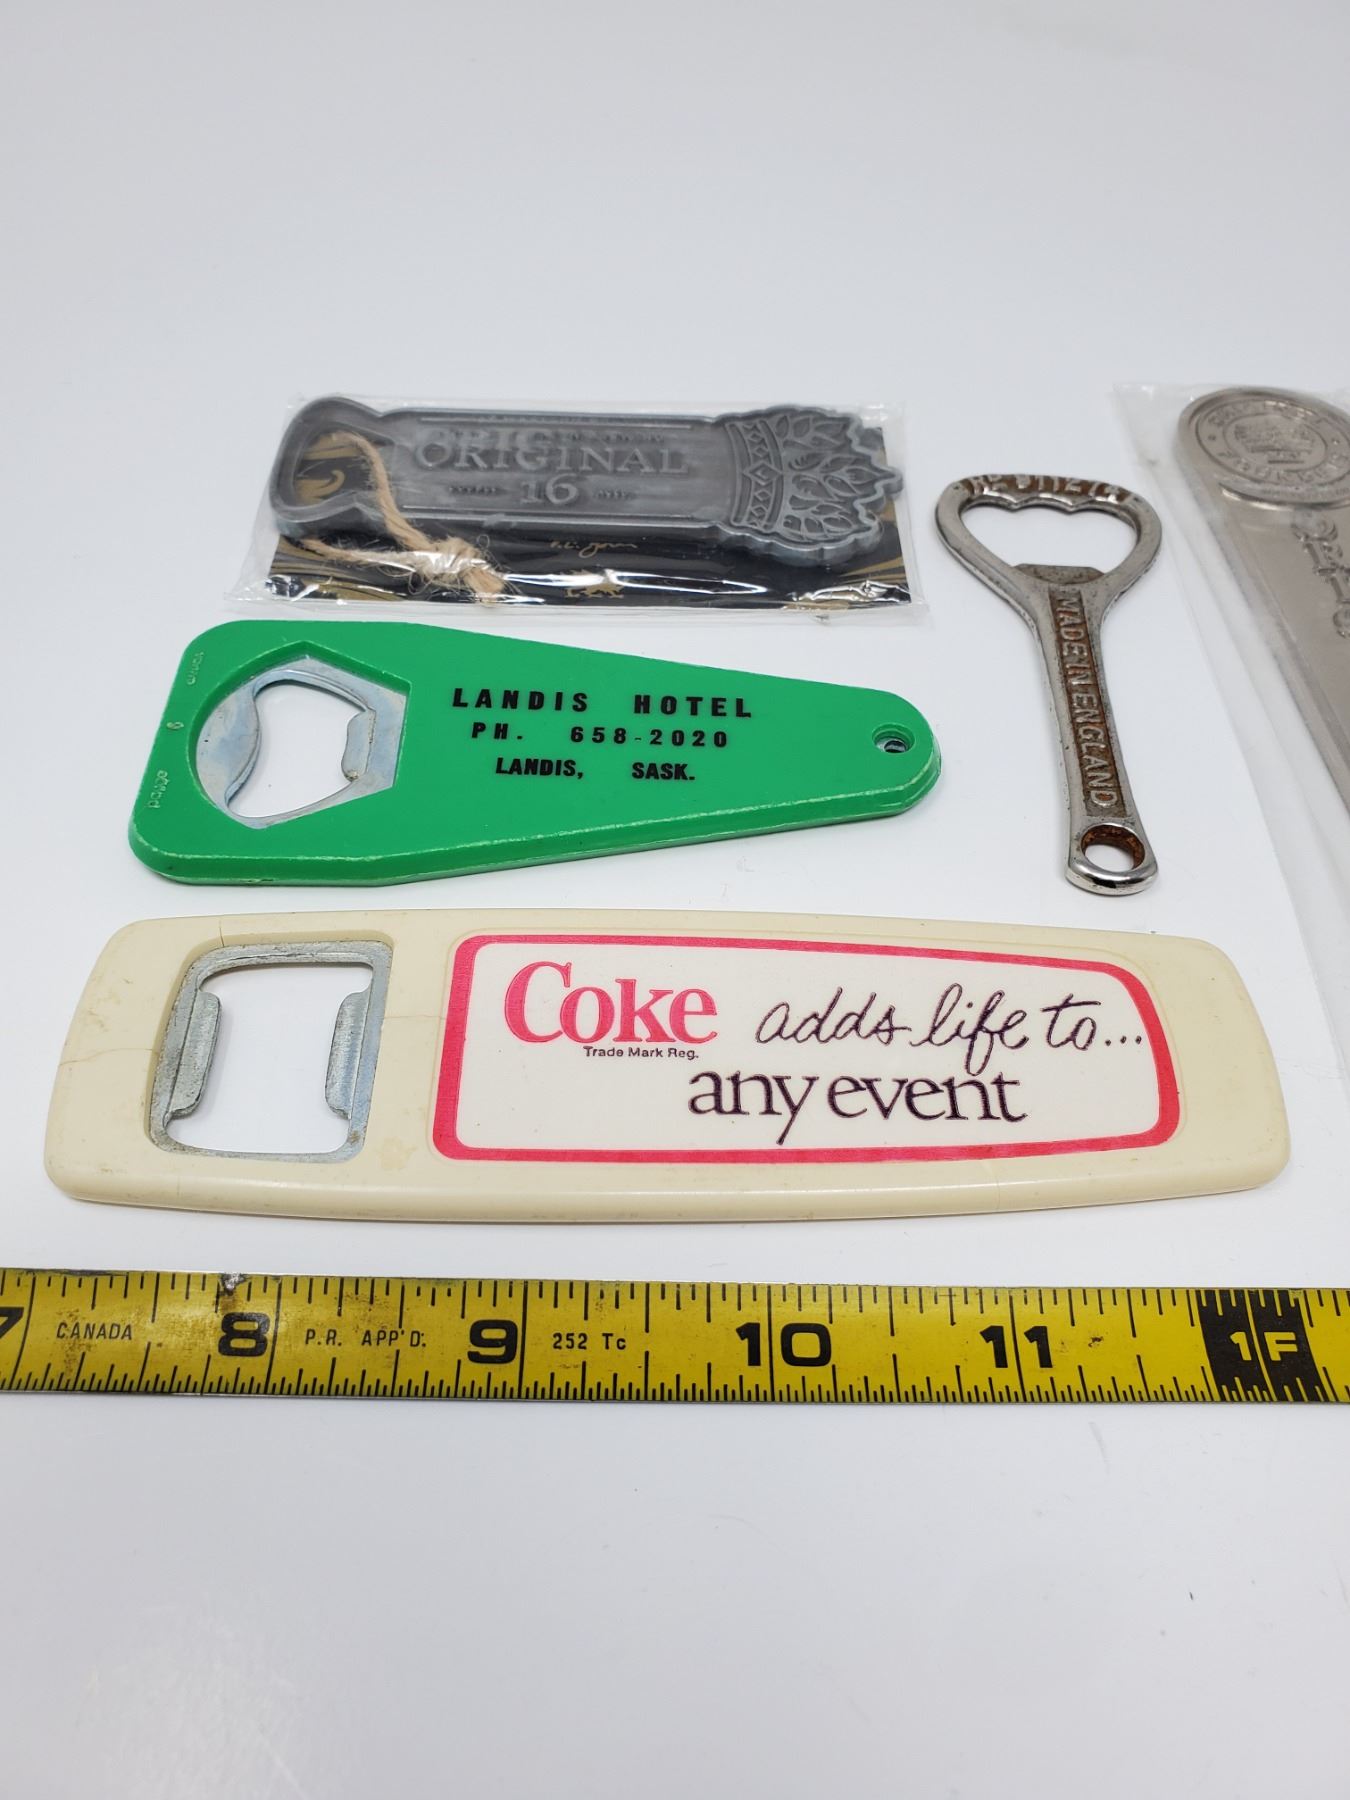 ORIGINAL
16
LANDIS HOTEL
PH. 658-2020
LANDIS, SASK.
MADE IN ENGLAND
Coke adds life to...
Trade Mark Reg.
any event
7 CANADA 8 P.R. APP'D. 9 252 Tc 10 11 1F